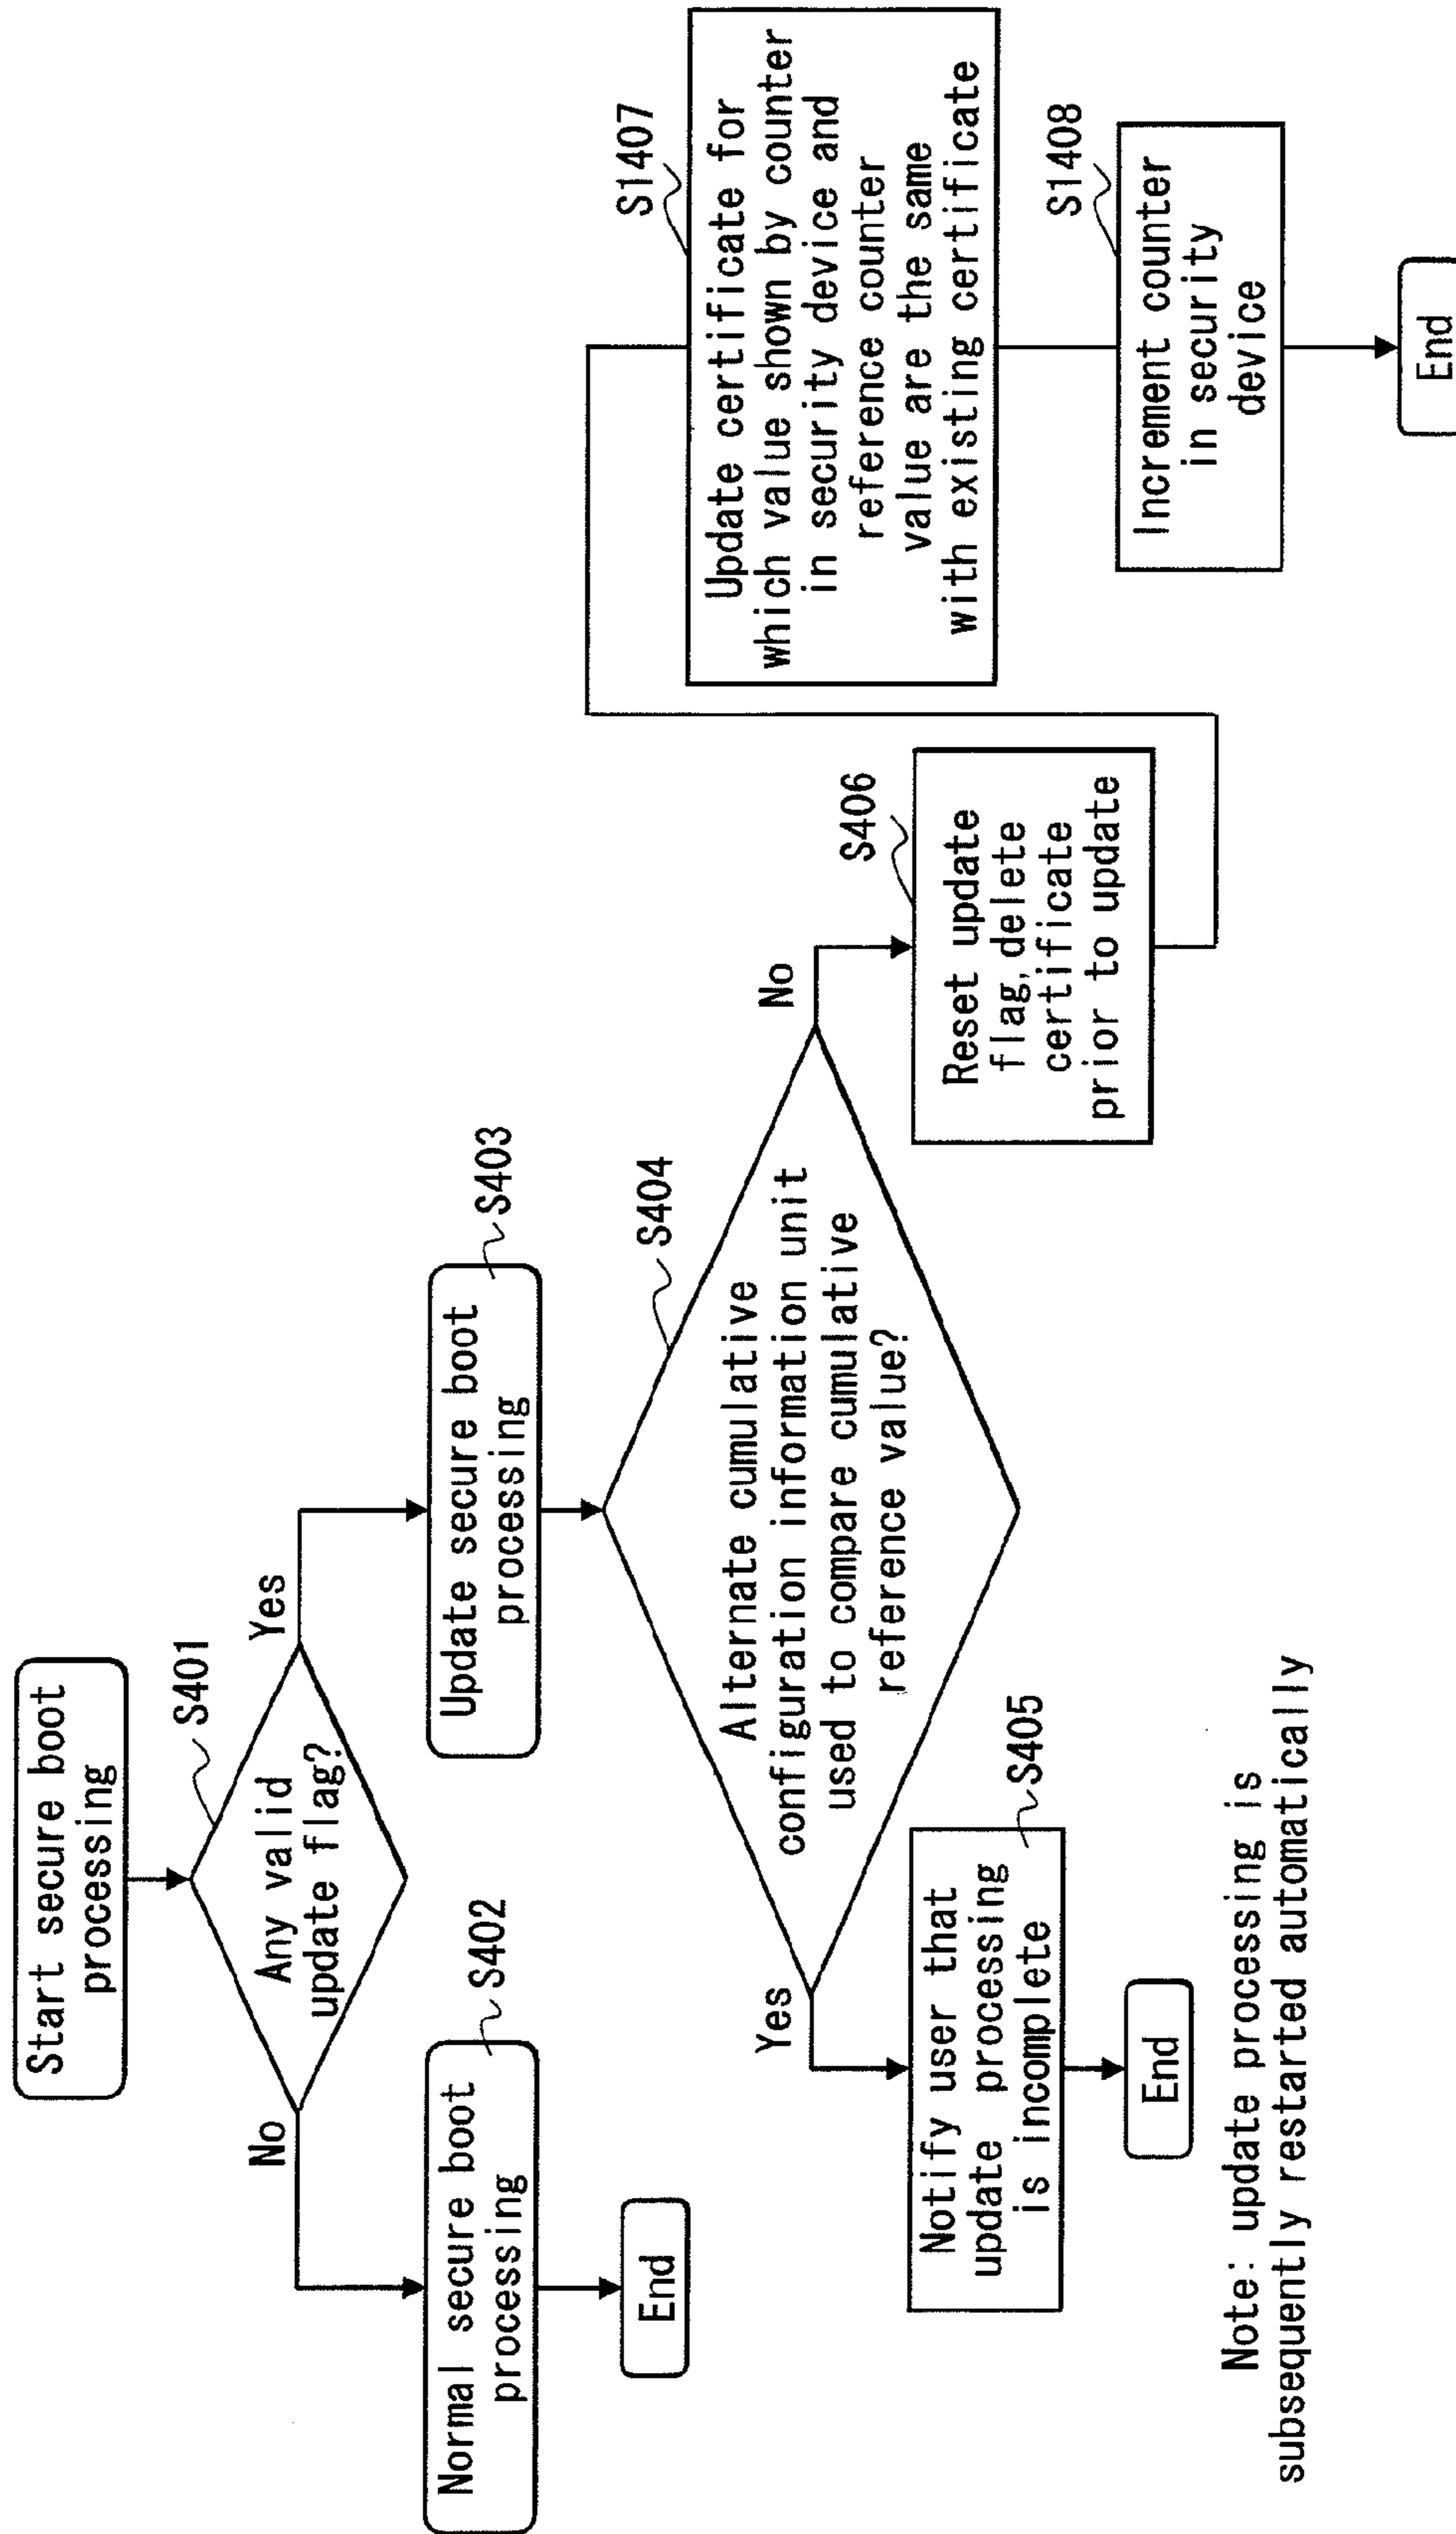 Start secure boot
processing
S401
Any valid
update flag?
No
Yes
Normal secure boot
processing
S402
End
Update secure boot
processing
S403
S404
Alternate cumulative
configuration information unit
used to compare cumulative
reference value?
Yes
No
Notify user that
update processing
is incomplete
S405
End
Note: update processing is
subsequently restarted automatically
S406
Reset update
flag, delete
certificate
prior to update
S1407
Update certificate for
which value shown by counter
in security device and
reference counter
value are the same
with existing certificate
S1408
Increment counter
in security
device
End